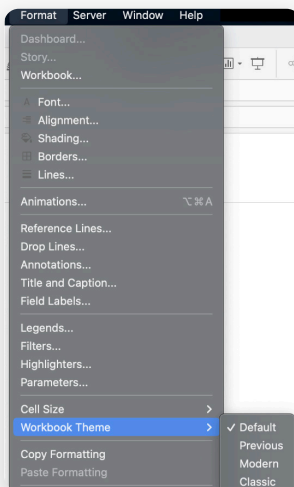 Format Server Window Help
Dashboard...
Story...
Workbook...
Font...
Alignment...
Shading...
Borders...
Lines...
Animations... ⌥⌘A
Reference Lines...
Drop Lines...
Annotations...
Title and Caption...
Field Labels...
Legends...
Filters...
Highlighters...
Parameters...
Cell Size
Workbook Theme
✓ Default
Previous
Modern
Classic
Copy Formatting
Paste Formatting